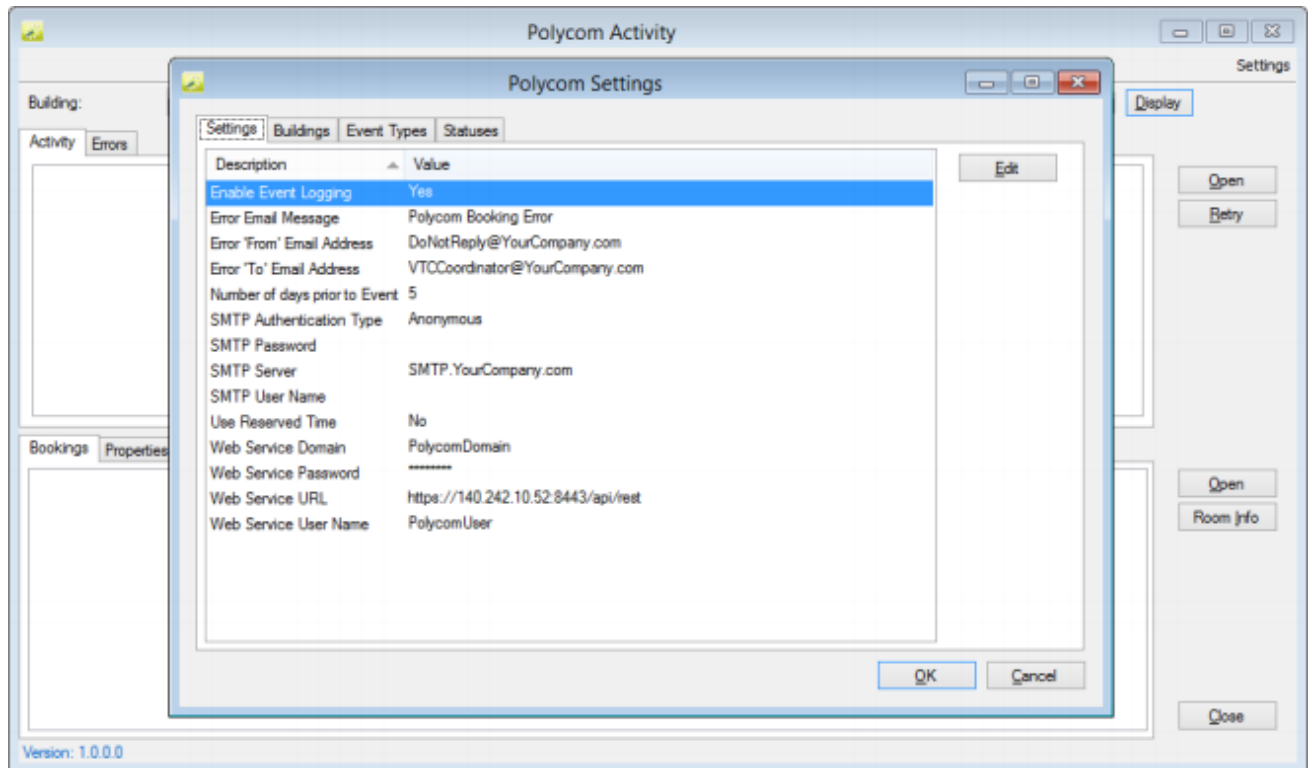 Polycom Activity
Settings
Polycom Settings
Building:
Display
Activity Errors
Settings Buildings Event Types Statuses
Description Value
Edit
Enable Event Logging Yes
Error Email Message Polycom Booking Error
Error 'From' Email Address DoNotReply@YourCompany.com
Error 'To' Email Address VTCCoordinator@YourCompany.com
Number of days prior to Event 5
SMTP Authentication Type Anonymous
SMTP Password
SMTP Server SMTP.YourCompany.com
SMTP User Name
Use Reserved Time No
Web Service Domain PolycomDomain
Web Service Password ********
Web Service URL https://140.242.10.52:8443/api/rest
Web Service User Name PolycomUser
Open
Retry
Bookings Properties
Open
Room Info
OK Cancel
Close
Version: 1.0.0.0